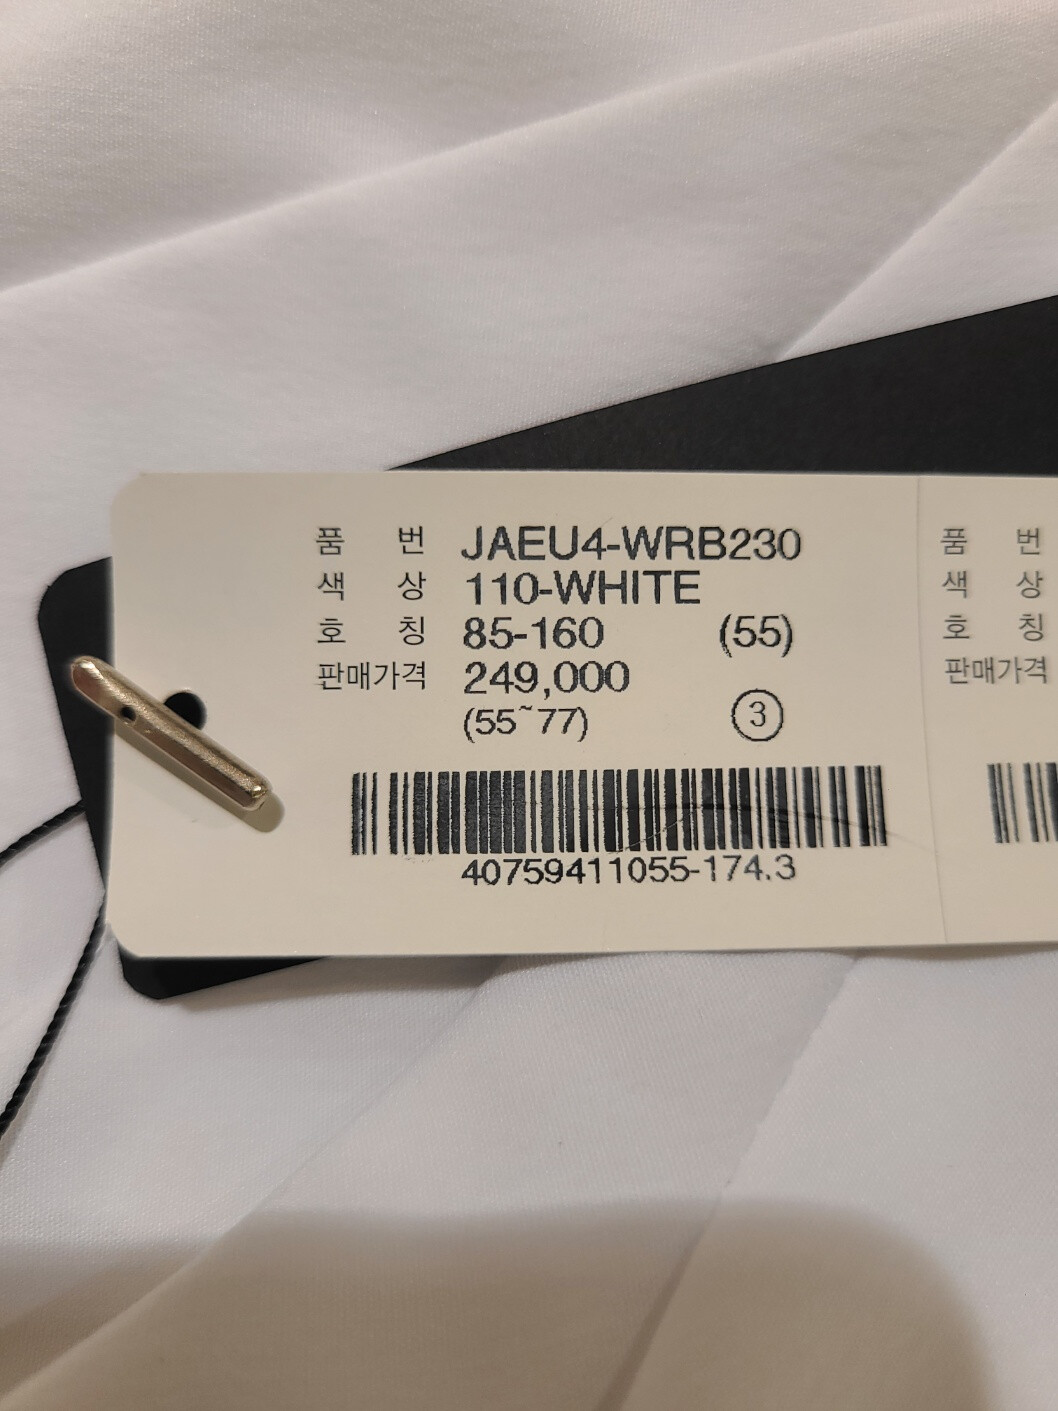 품 번 JAEU4-WRB230
색 상 110-WHITE
호 칭 85-160 (55)
판매가격 249,000
(55~77) ③
40759411055-174.3
품 번
색 상
호 칭
판매가격